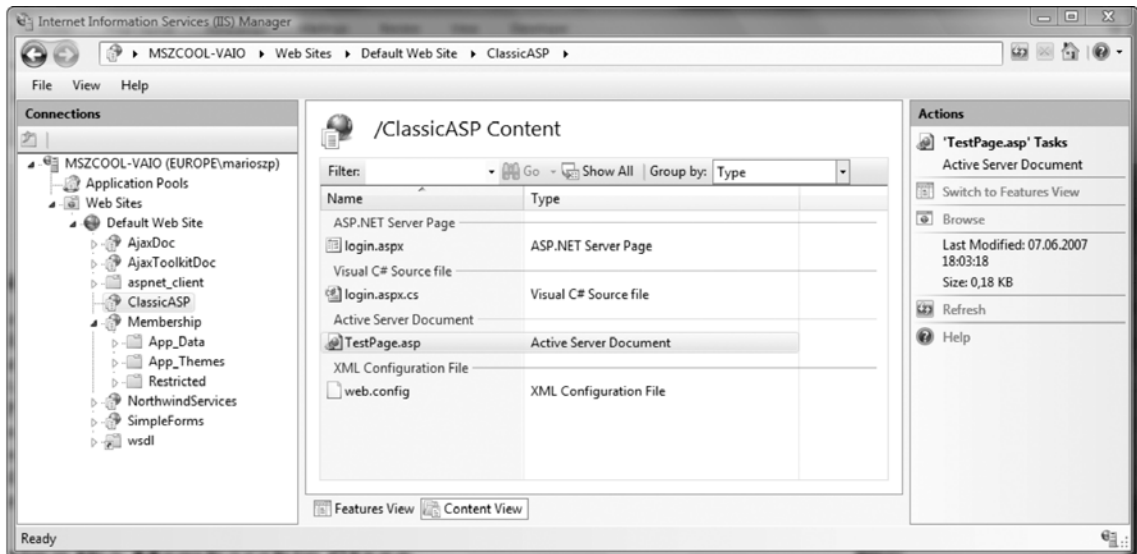 Internet Information Services (IIS) Manager
MSZCOOL-VAIO Web Sites Default Web Site ClassicASP
File View Help
Connections
MSZCOOL-VAIO (EUROPE\marioszp)
Application Pools
Web Sites
Default Web Site
AjaxDoc
AjaxToolkitDoc
aspnet_client
ClassicASP
Membership
App_Data
App_Themes
Restricted
NorthwindServices
SimpleForms
wsdl
/ClassicASP Content
Filter: Go Show All Group by: Type
Name Type
ASP.NET Server Page
login.aspx ASP.NET Server Page
Visual C# Source file
login.aspx.cs Visual C# Source file
Active Server Document
TestPage.asp Active Server Document
XML Configuration File
web.config XML Configuration File
Features View Content View
Actions
'TestPage.asp' Tasks
Active Server Document
Switch to Features View
Browse
Last Modified: 07.06.2007
18:03:18
Size: 0,18 KB
Refresh
Help
Ready